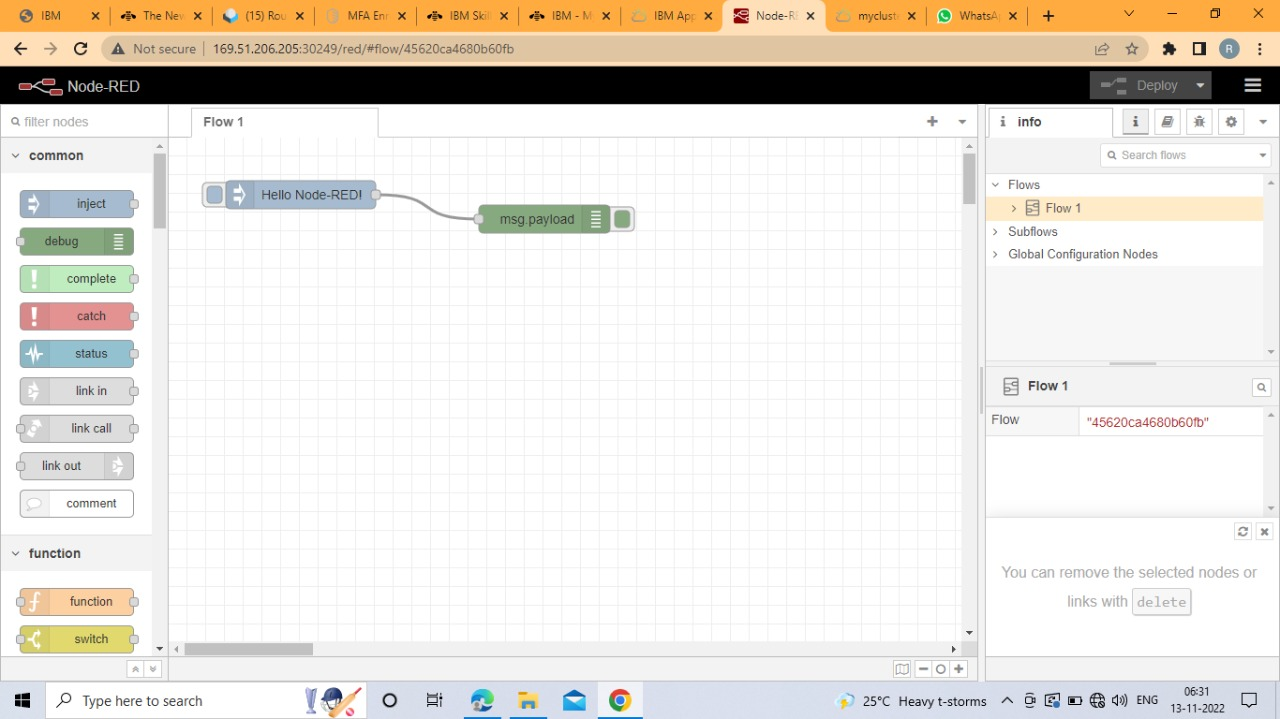 IBM
The New
(15) Rou
MFA Enr
IBM Skil
IBM - M
IBM App
Node-RE
myclust
WhatsA
Not secure
169.51.206.205:30249/red/#flow/45620ca4680b60fb
R
Node-RED
Deploy
filter nodes
Flow 1
info
common
Search flows
inject
debug
complete
catch
status
link in
link call
link out
comment
function
function
switch
Hello Node-RED!
msg.payload
Flows
Flow 1
Subflows
Global Configuration Nodes
Flow 1
Flow
"45620ca4680b60fb"
You can remove the selected nodes or
links with delete
Type here to search
25°C Heavy t-storms
ENG
06:31
13-11-2022